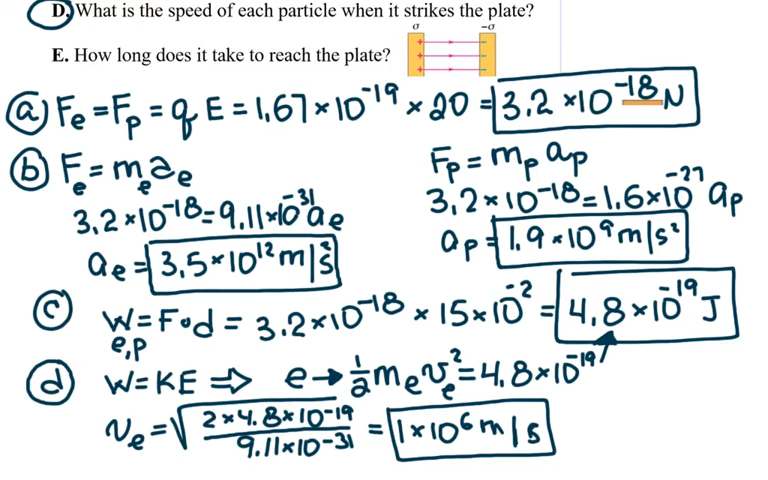 D. What is the speed of each particle when it strikes the plate?
E. How long does it take to reach the plate?
σ -σ
+ -
+ -
+ -
(a) Fe = Fp = q E = 1,67 × 10⁻¹⁹ × 20 = 3.2 × 10⁻¹⁸ N
(b) Fe = me ae
3.2 × 10⁻¹⁸ = 9.11 × 10⁻³¹ ae
ae = 3.5 × 10¹² m/s²
Fp = mp ap
3.2 × 10⁻¹⁸ = 1.6 × 10⁻²⁷ ap
ap = 1.9 × 10⁹ m/s²
(c) W = F • d = 3.2 × 10⁻¹⁸ × 15 × 10⁻² = 4.8 × 10⁻¹⁹ J
e,p
(d) W = KE ⇒ e → ½ me ve² = 4.8 × 10⁻¹⁹
ve = √(2 × 4.8 × 10⁻¹⁹ / 9.11 × 10⁻³¹) = 1 × 10⁶ m/s